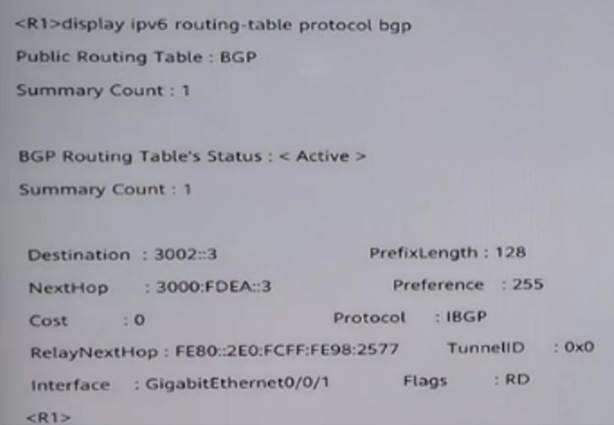 <R1>display ipv6 routing-table protocol bgp
Public Routing Table : BGP
Summary Count : 1
BGP Routing Table's Status : < Active >
Summary Count : 1
Destination : 3002::3 PrefixLength : 128
NextHop : 3000:FDEA::3 Preference : 255
Cost : 0 Protocol : IBGP
RelayNextHop : FE80::2E0:FCFF:FE98:2577 TunnelID : 0x0
Interface : GigabitEthernet0/0/1 Flags : RD
<R1>